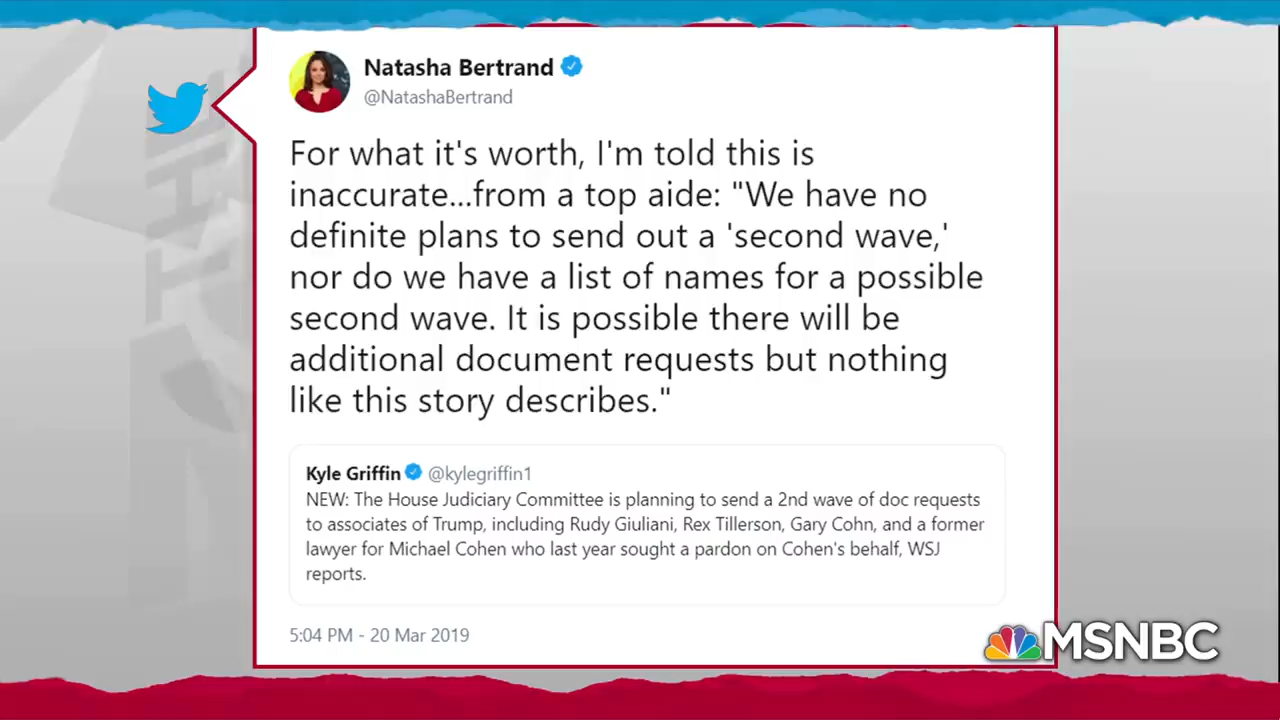 Natasha Bertrand
@NatashaBertrand
For what it's worth, I'm told this is
inaccurate...from a top aide: "We have no
definite plans to send out a 'second wave,'
nor do we have a list of names for a possible
second wave. It is possible there will be
additional document requests but nothing
like this story describes."
Kyle Griffin @kylegriffin1
NEW: The House Judiciary Committee is planning to send a 2nd wave of doc requests
to associates of Trump, including Rudy Giuliani, Rex Tillerson, Gary Cohn, and a former
lawyer for Michael Cohen who last year sought a pardon on Cohen's behalf, WSJ
reports.
5:04 PM - 20 Mar 2019
MSNBC